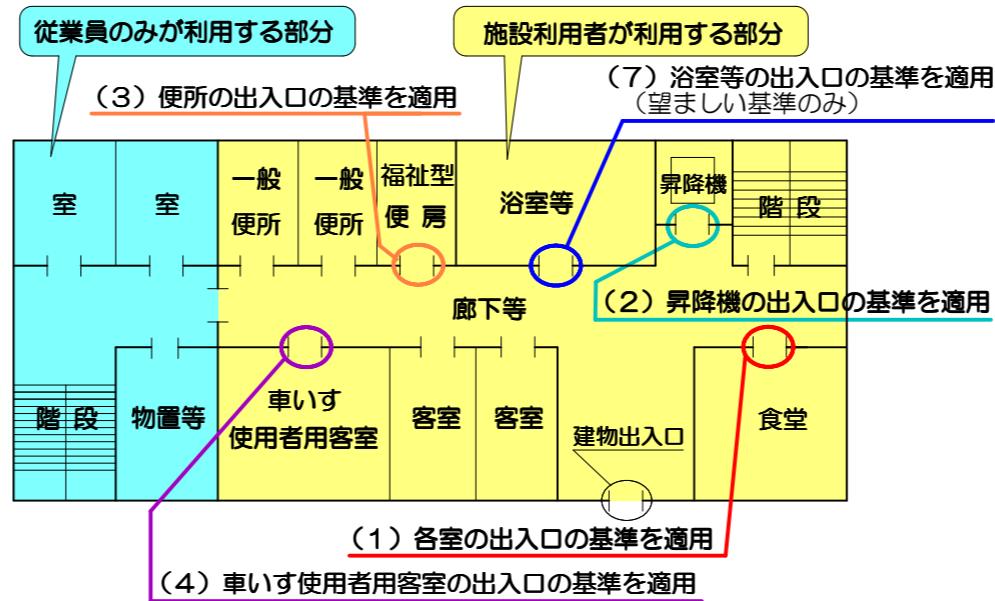 従業員のみが利用する部分
施設利用者が利用する部分
（3）便所の出入口の基準を適用
（7）浴室等の出入口の基準を適用
（望ましい基準のみ）
室
室
一般
便所
一般
便所
福祉型
便 房
浴室等
昇降機
階 段
廊下等
（2）昇降機の出入口の基準を適用
階 段
物置等
車いす
使用者用客室
客室
客室
建物出入口
食堂
（1）各室の出入口の基準を適用
（4）車いす使用者用客室の出入口の基準を適用